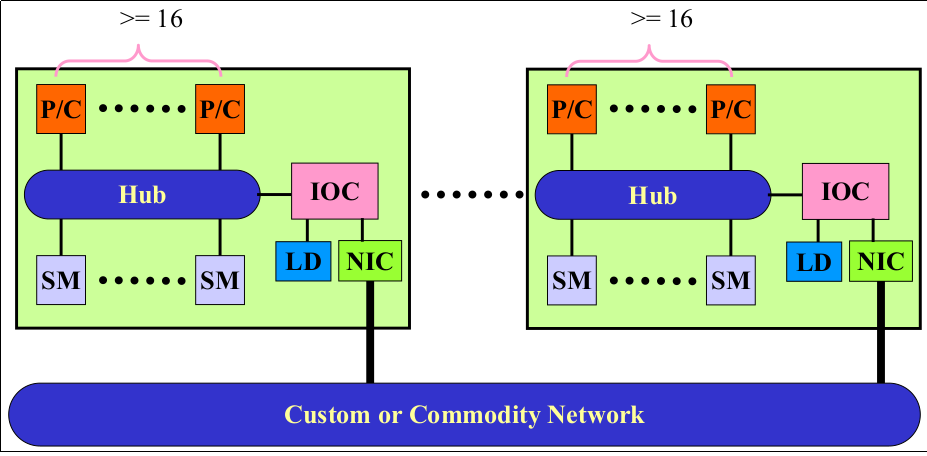 >= 16
>= 16
P/C P/C
P/C P/C
Hub
IOC
Hub
IOC
LD
NIC
LD
NIC
SM SM
SM SM
Custom or Commodity Network